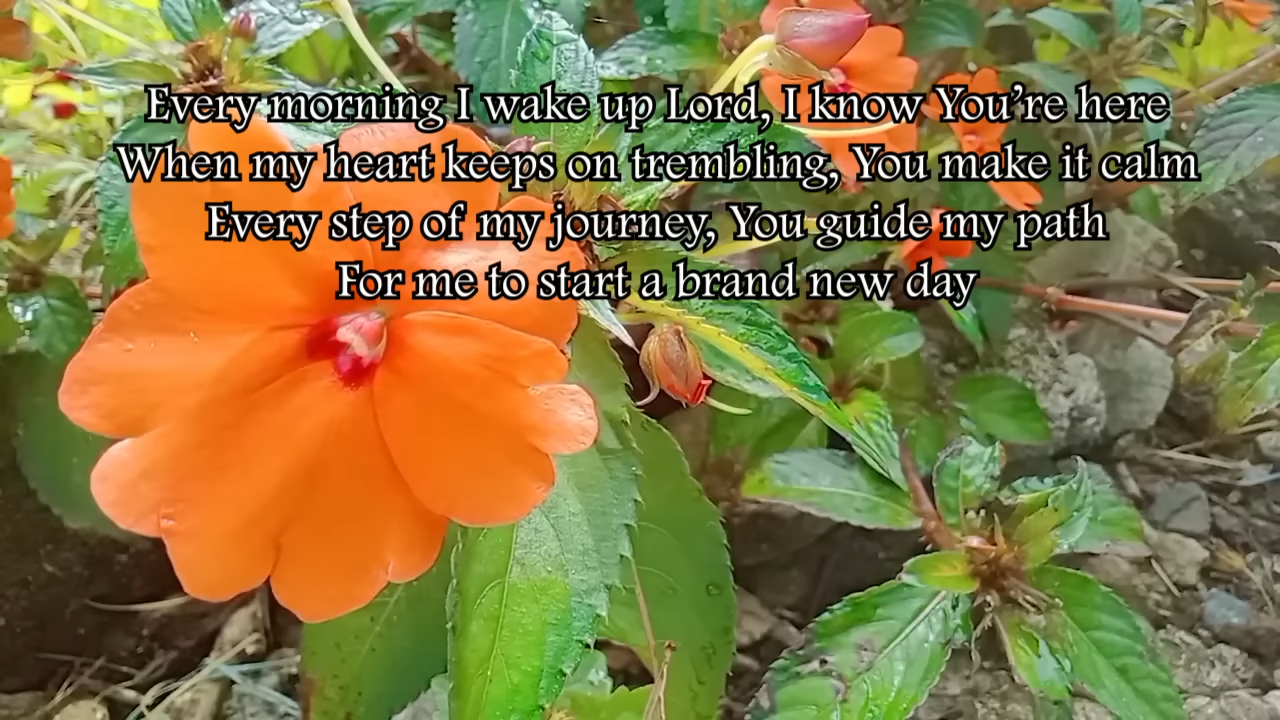 Every morning I wake up Lord, I know You’re here
When my heart keeps on trembling, You make it calm
Every step of my journey, You guide my path
For me to start a brand new day